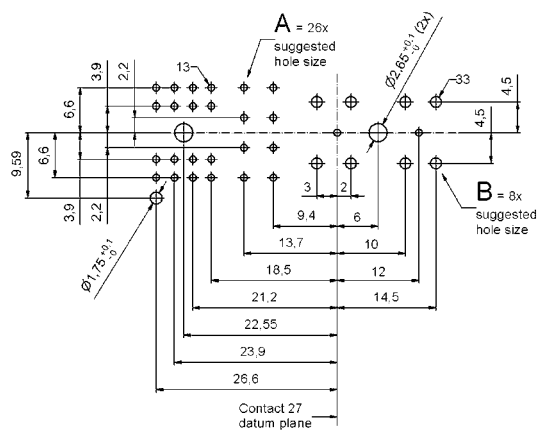 A = 26x
suggested
hole size
13
Ø2,65 +0,1 -0 (2x)
33
3,9
2,2
6,6
4,5
4,5
9,59
6,6
3,9
2,2
Ø1,75 +0,1 -0
B = 8x
suggested
hole size
3
2
9,4
6
13,7
10
18,5
12
21,2
14,5
22,55
23,9
26,6
Contact 27
datum plane